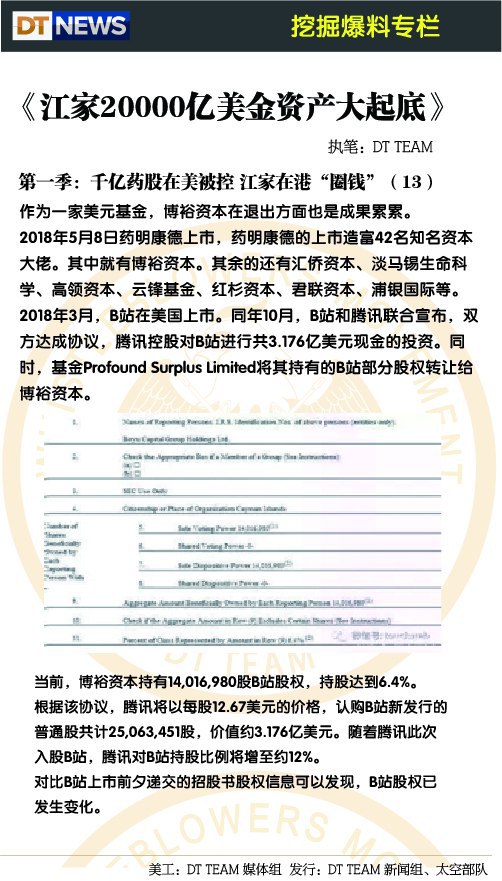 DT NEWS
挖掘爆料专栏
《江家20000亿美金资产大起底》
执笔：DT TEAM
第一季：千亿药股在美被控 江家在港“圈钱”（13）
作为一家美元基金，博裕资本在退出方面也是成果累累。
2018年5月8日药明康德上市，药明康德的上市造富42名知名资本
大佬。其中就有博裕资本。其余的还有汇侨资本、淡马锡生命科
学、高领资本、云锋基金、红杉资本、君联资本、浦银国际等。
2018年3月，B站在美国上市。同年10月，B站和腾讯联合宣布，双
方达成协议，腾讯控股对B站进行共3.176亿美元现金的投资。同
时，基金Profound Surplus Limited将其持有的B站部分股权转让给
博裕资本。
1. Names of Reporting Persons. I.R.S. Identification Nos. of above persons (entities only).
Boyu Capital Group Holdings Ltd.
2. Check the Appropriate Box if a Member of a Group (See Instructions)
(a) ☐
(b) ☐
3. SEC Use Only
4. Citizenship or Place of Organization Cayman Islands
Number of
Shares
Beneficially
Owned by
Each
Reporting
Person With
5. Sole Voting Power 14,016,980
6. Shared Voting Power -0-
7. Sole Dispositive Power 14,016,980
8. Shared Dispositive Power -0-
9. Aggregate Amount Beneficially Owned by Each Reporting Person 14,016,980
10. Check if the Aggregate Amount in Row (9) Excludes Certain Shares (See Instructions)
11. Percent of Class Represented by Amount in Row (9) 6.4%
微信号:
当前，博裕资本持有14,016,980股B站股权，持股达到6.4%。
根据该协议，腾讯将以每股12.67美元的价格，认购B站新发行的
普通股共计25,063,451股，价值约3.176亿美元。随着腾讯此次
入股B站，腾讯对B站持股比例将增至约12%。
对比B站上市前夕递交的招股书股权信息可以发现，B站股权已
发生变化。
WHISTLEBLOWERS MOVEMENT
DT TEAM
美工：DT TEAM 媒体组 发行：DT TEAM 新闻组、太空部队